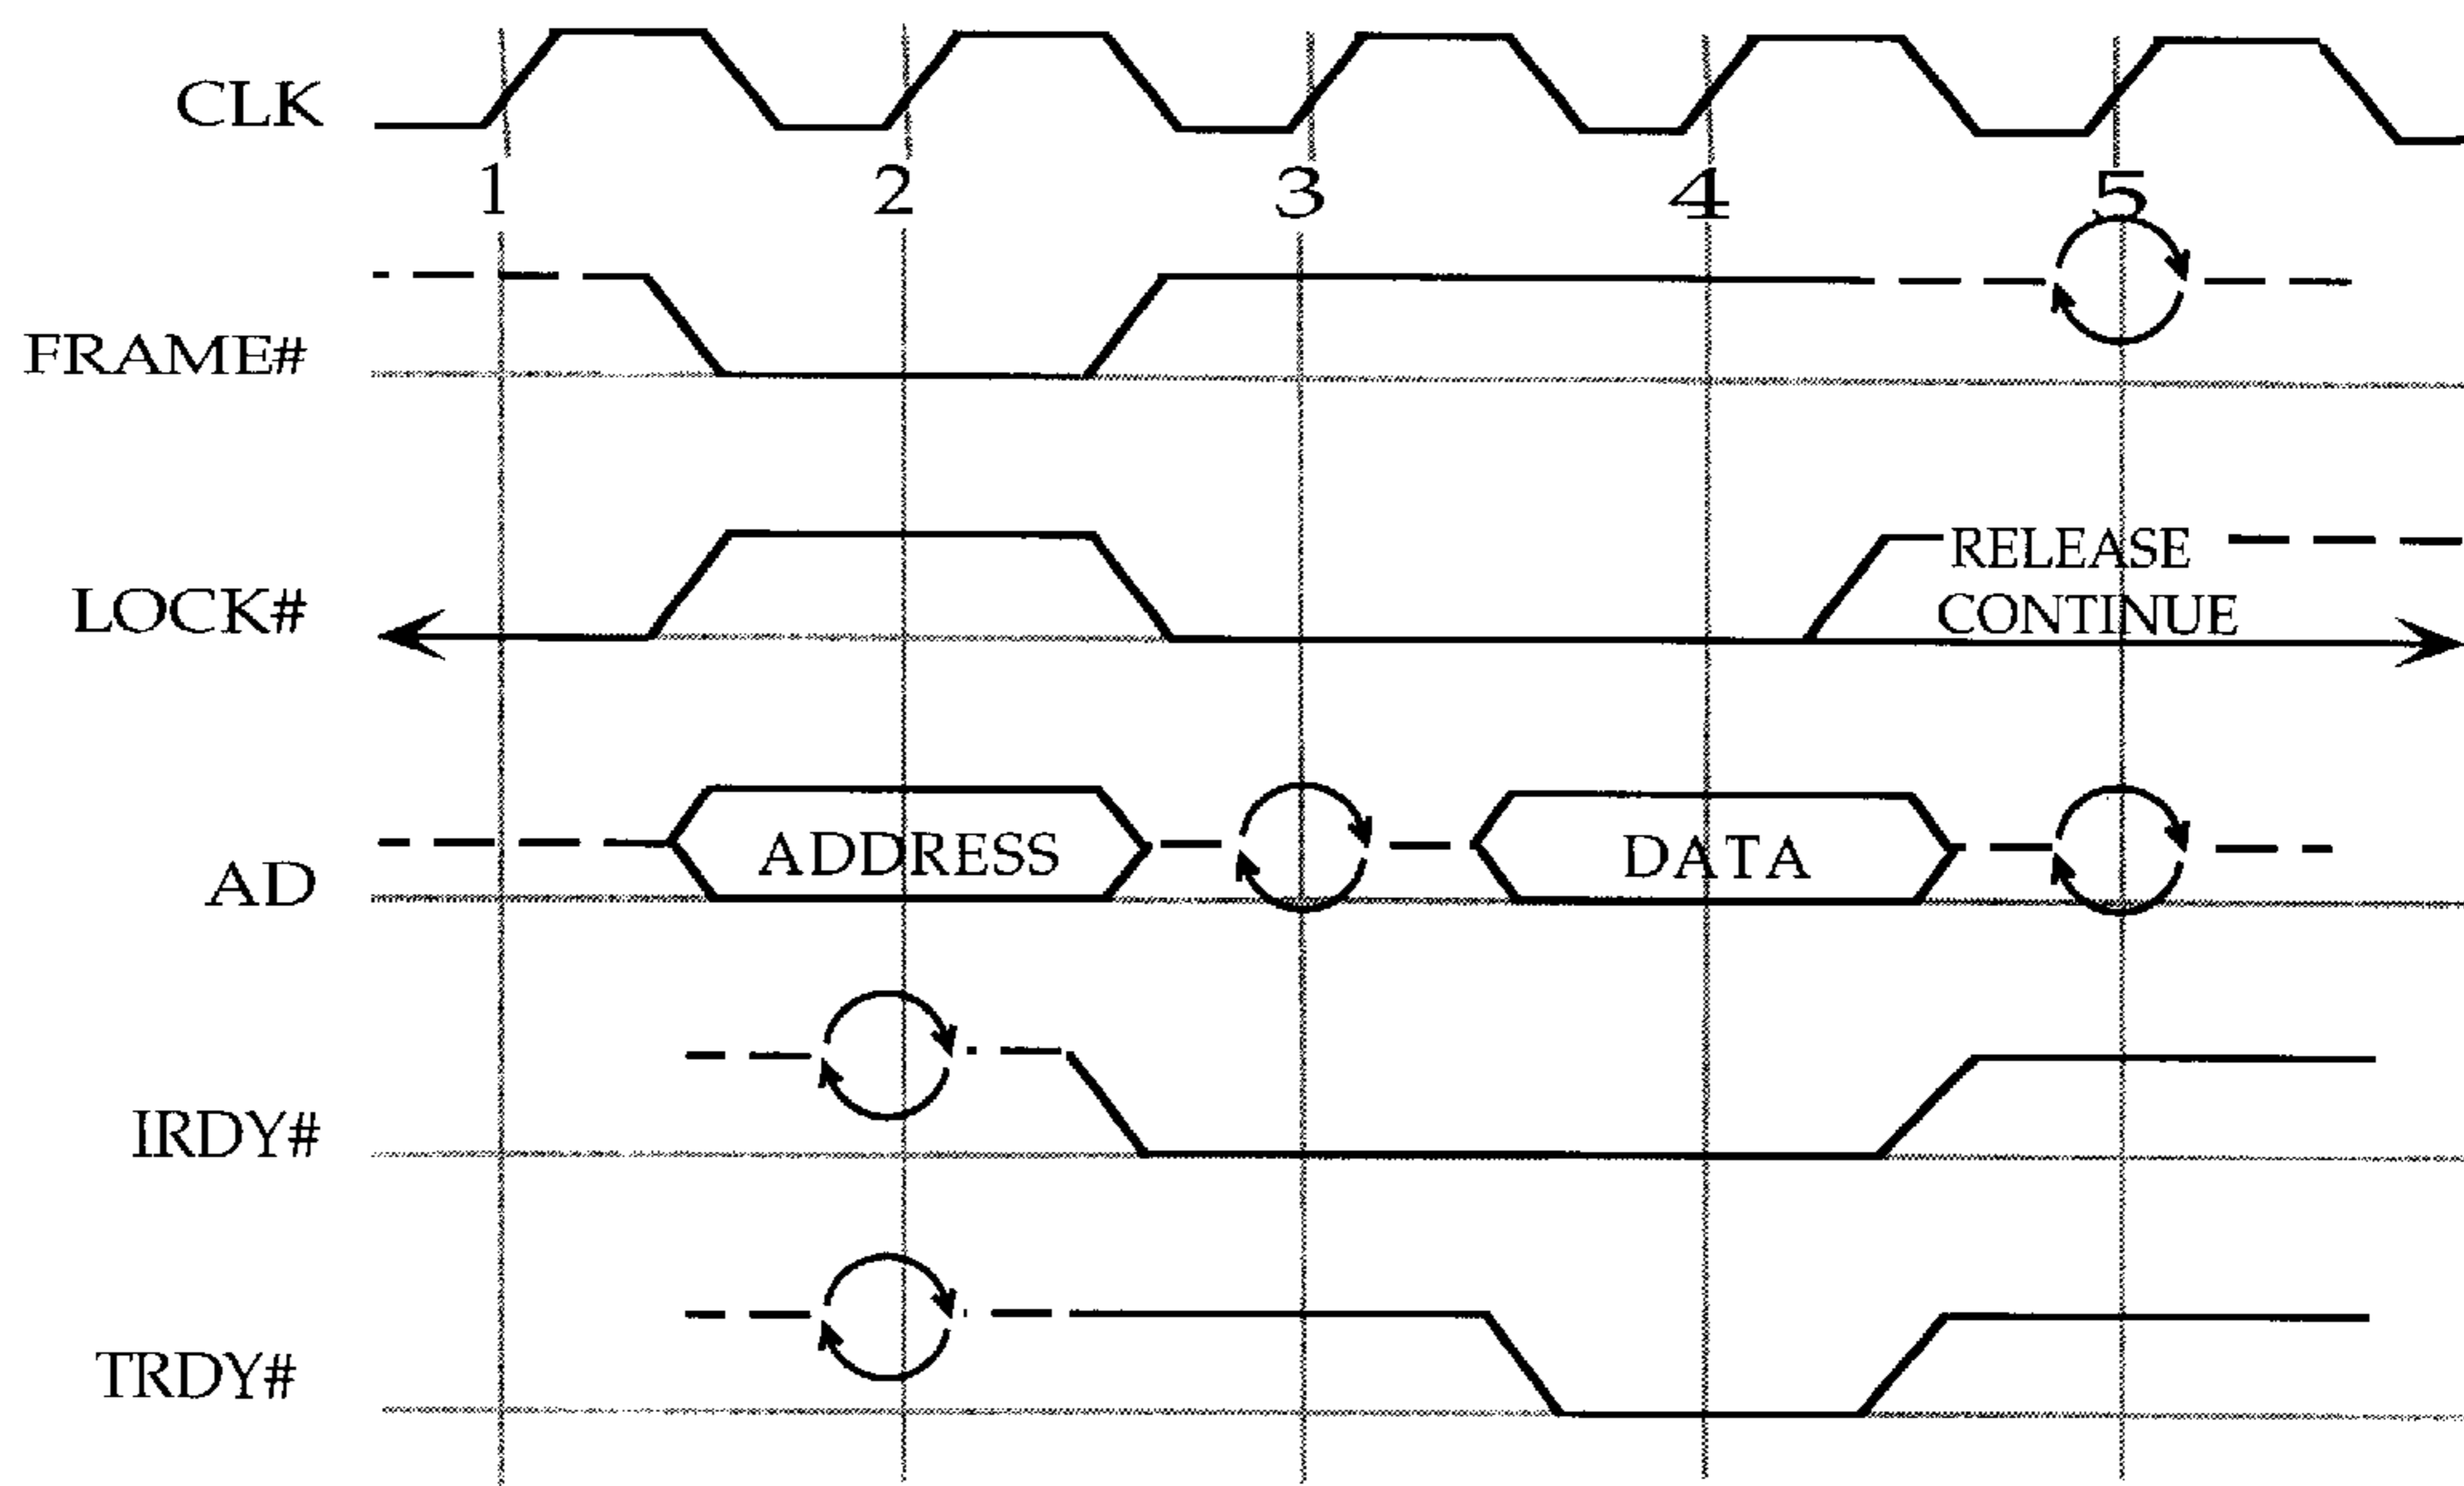 CLK
1 2 3 4 5
FRAME#
LOCK#
RELEASE
CONTINUE
AD
ADDRESS
DATA
IRDY#
TRDY#